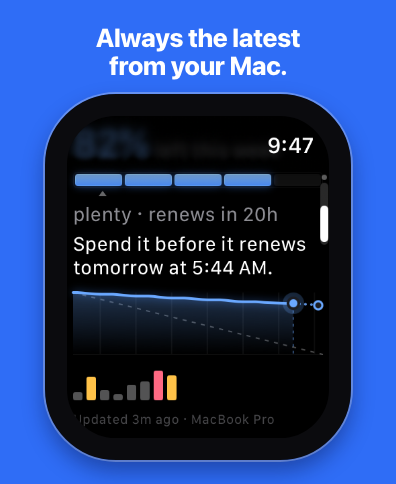 Always the latest
from your Mac.
82%
9:47
plenty · renews in 20h
Spend it before it renews
tomorrow at 5:44 AM.
Updated 3m ago · MacBook Pro